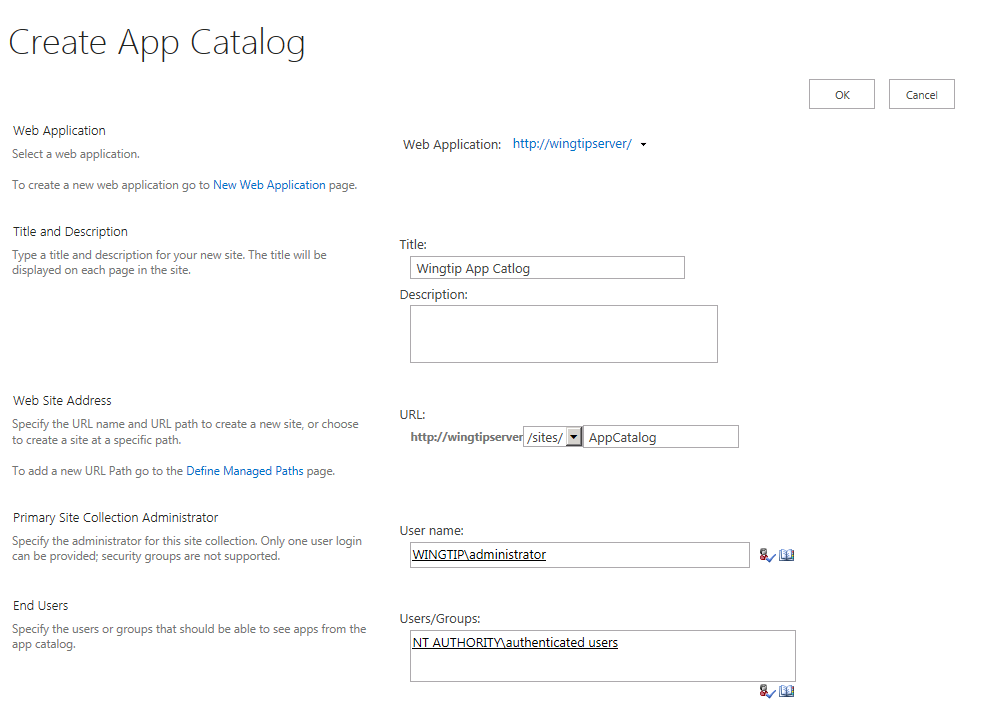 Create App Catalog
OK
Cancel
Web Application
Select a web application.
To create a new web application go to New Web Application page.
Web Application: http://wingtipserver/
Title and Description
Type a title and description for your new site. The title will be
displayed on each page in the site.
Title:
Wingtip App Catlog
Description:
Web Site Address
Specify the URL name and URL path to create a new site, or choose
to create a site at a specific path.
To add a new URL Path go to the Define Managed Paths page.
URL:
http://wingtipserver /sites/ AppCatalog
Primary Site Collection Administrator
Specify the administrator for this site collection. Only one user login
can be provided; security groups are not supported.
User name:
WINGTIP\administrator
End Users
Specify the users or groups that should be able to see apps from the
app catalog.
Users/Groups:
NT AUTHORITY\authenticated users